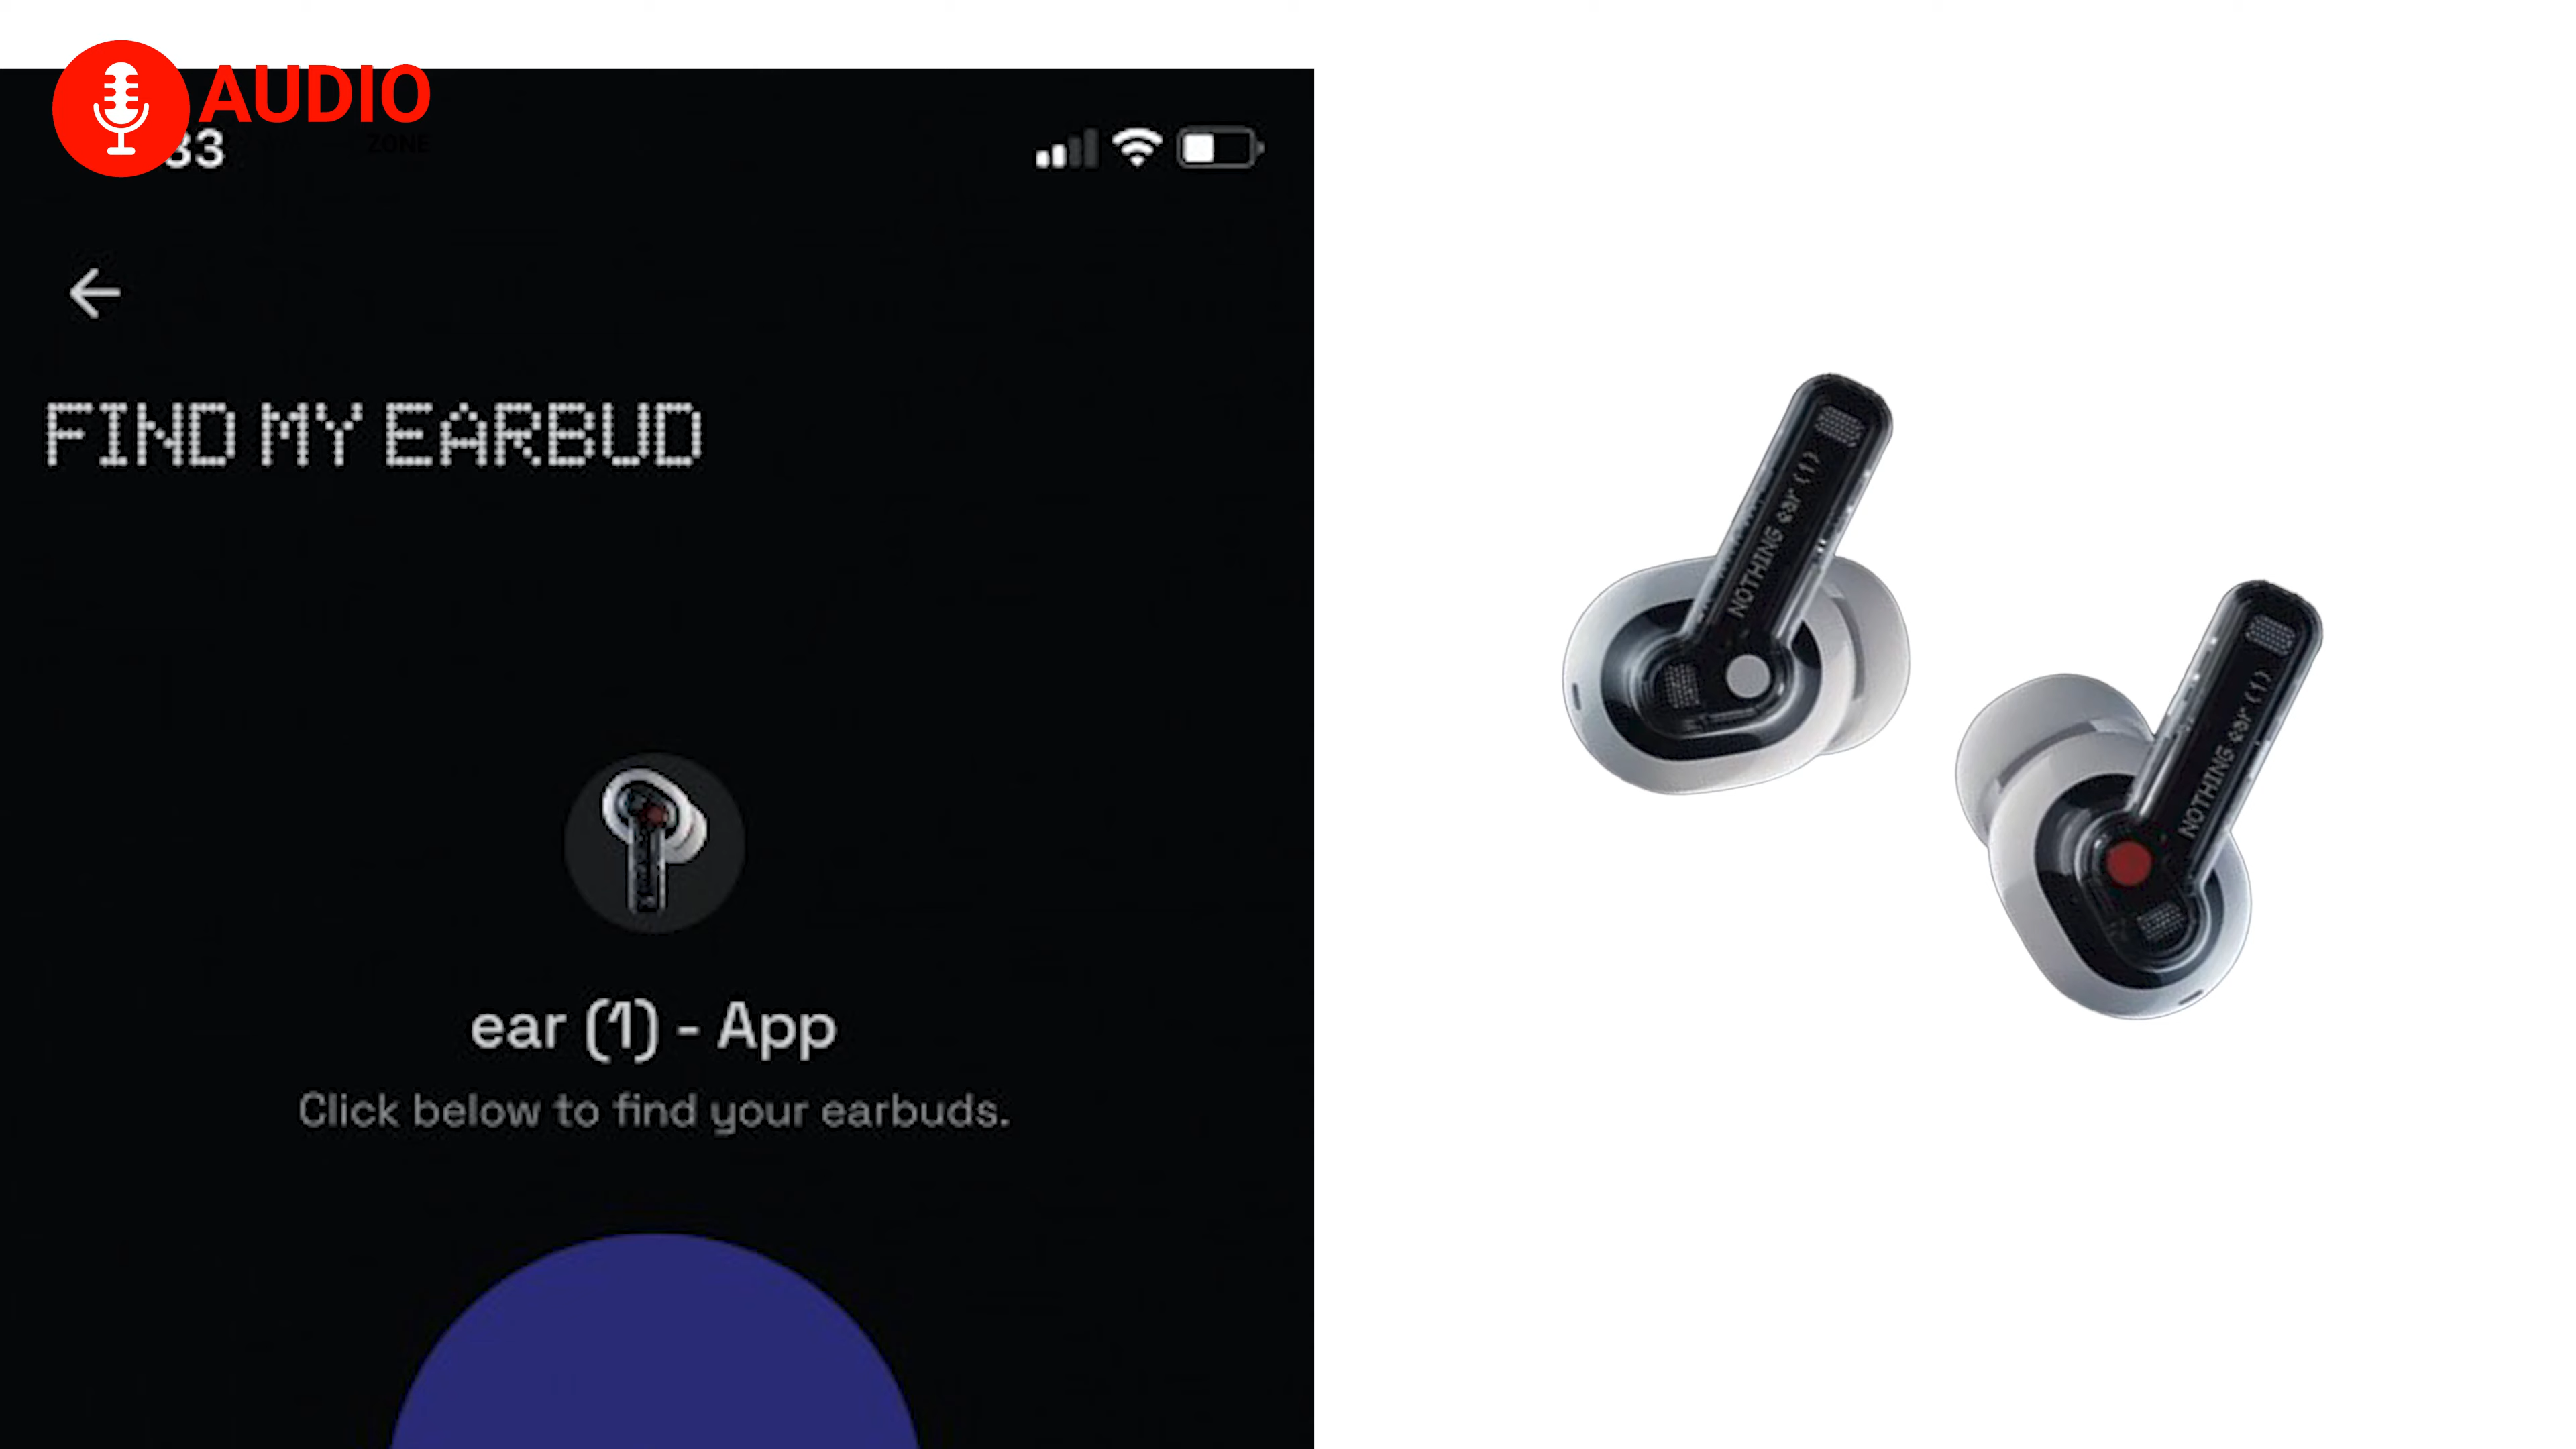 AUDIO
ZONE
33
FIND MY EARBUD
ear (1) - App
Click below to find your earbuds.
NOTHING ear (1)
NOTHING ear (1)